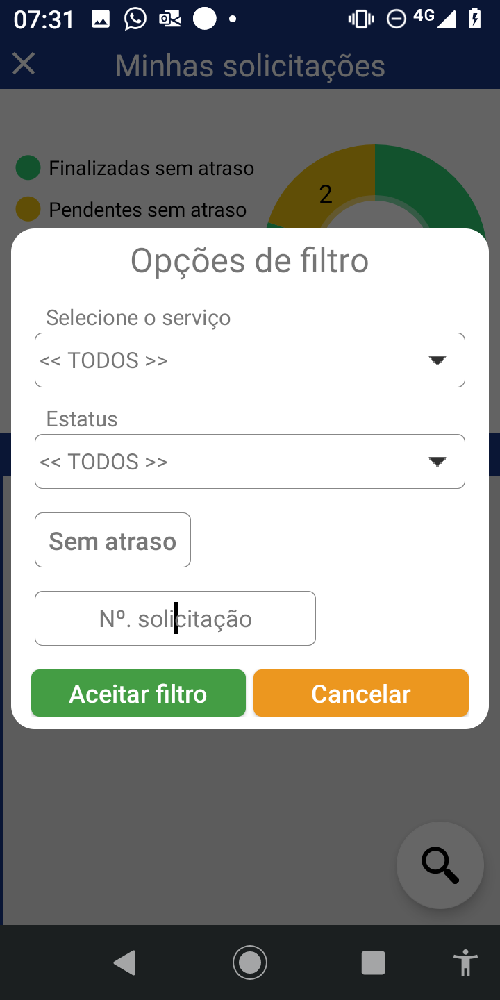 07:31
4G
Minhas solicitações
Finalizadas sem atraso
Pendentes sem atraso
2
Opções de filtro
Selecione o serviço
<< TODOS >>
Estatus
<< TODOS >>
Sem atraso
Nº. solicitação
Aceitar filtro
Cancelar